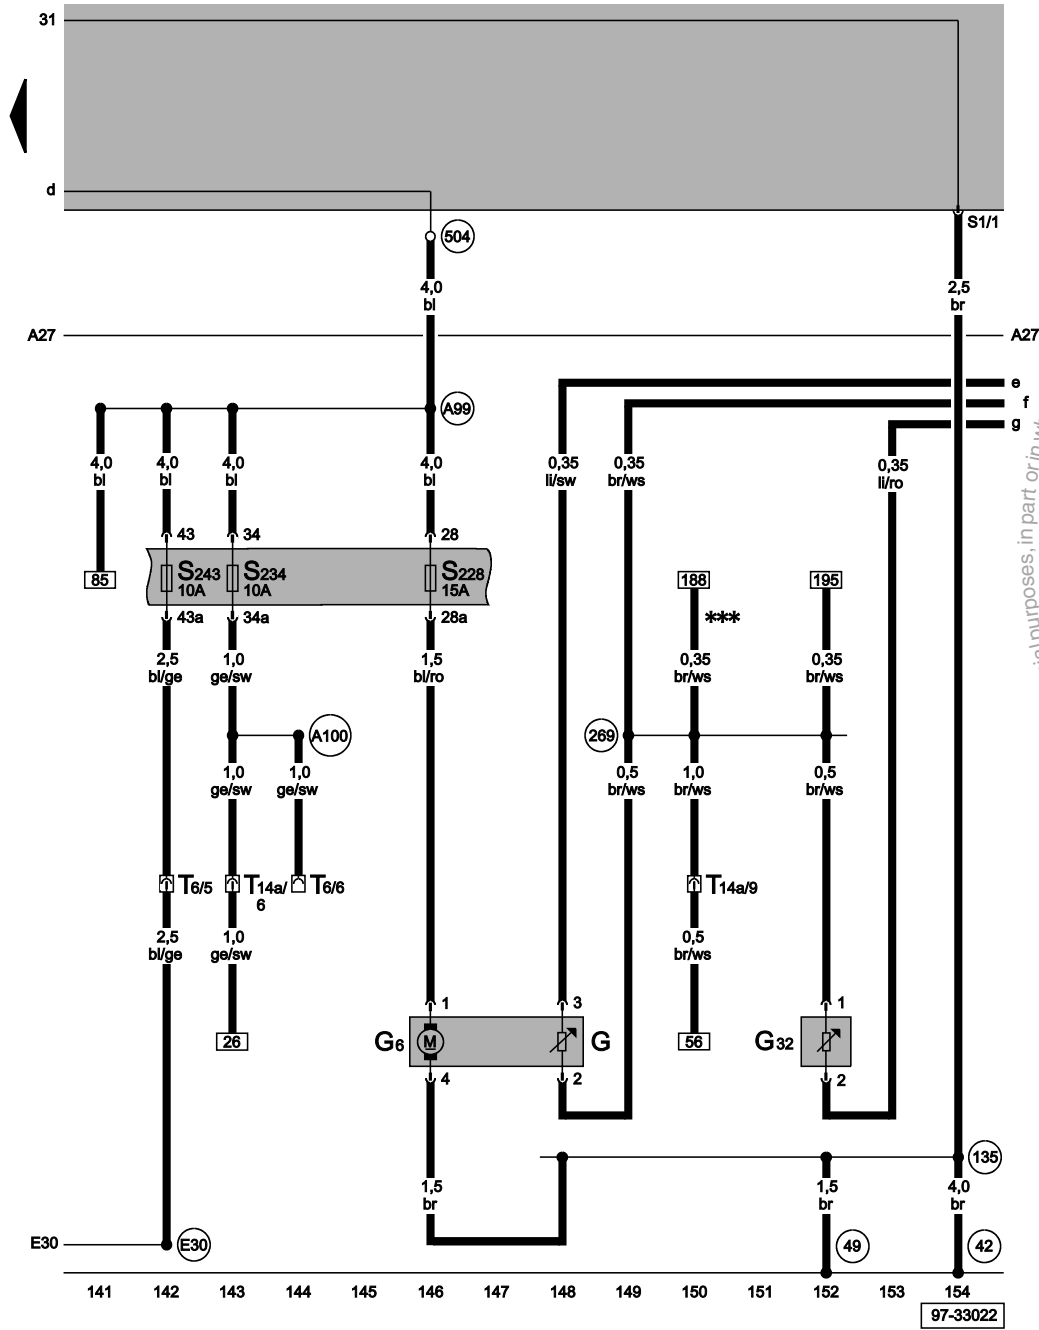 31
d
504
S1/1
4,0
bl
2,5
br
A27
A27
e
f
g
A99
4,0
bl
4,0
bl
4,0
bl
4,0
bl
0,35
li/sw
0,35
br/ws
0,35
li/ro
43
34
28
85
S243
10A
S234
10A
S228
15A
188
195
***
43a
34a
28a
2,5
bl/ge
1,0
ge/sw
1,5
bl/ro
0,35
br/ws
0,35
br/ws
A100
269
1,0
ge/sw
1,0
ge/sw
0,5
br/ws
1,0
br/ws
0,5
br/ws
T6/5
T14a/
6
T6/6
T14a/9
2,5
bl/ge
1,0
ge/sw
0,5
br/ws
1
3
1
26
G6
M
G
56
G32
4
2
2
135
1,5
br
1,5
br
4,0
br
E30
E30
49
42
141 142 143 144 145 146 147 148 149 150 151 152 153 154
97-33022
purposes, in part or in